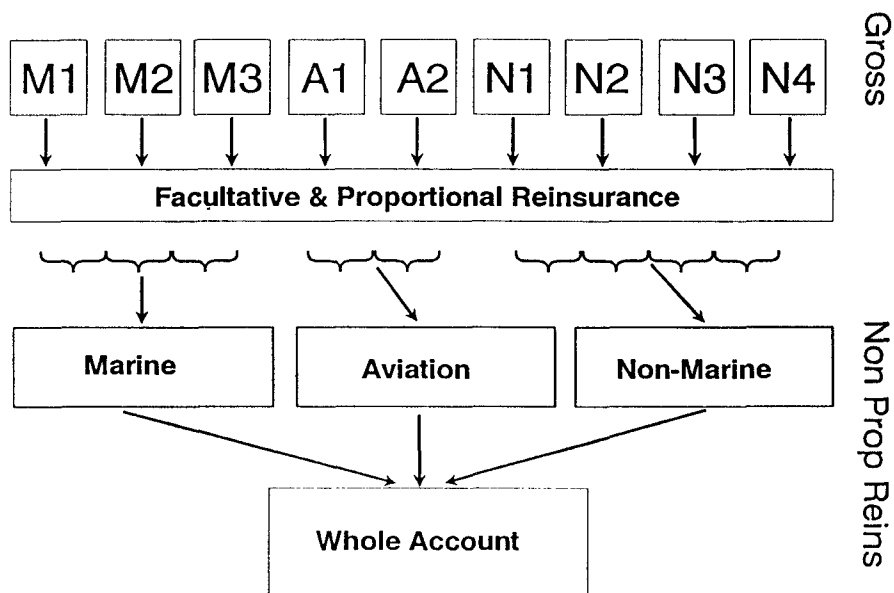 Gross
M1 M2 M3 A1 A2 N1 N2 N3 N4
Facultative & Proportional Reinsurance
Non Prop Reins
Marine
Aviation
Non-Marine
Whole Account